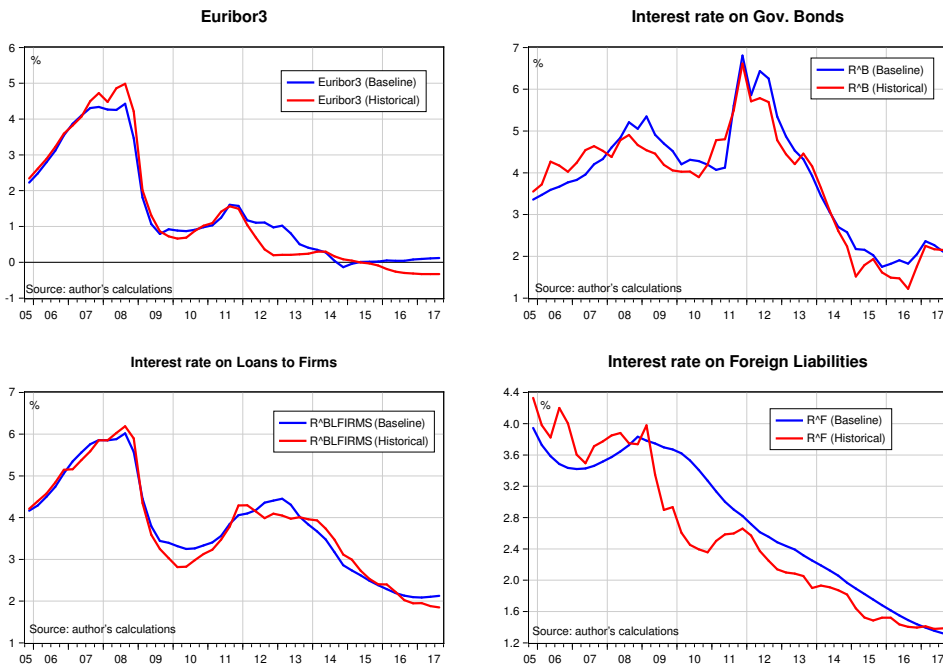 Euribor3
%
Euribor3 (Baseline)
Euribor3 (Historical)
6
5
4
3
2
1
0
-1
Source: author's calculations
05 06 07 08 09 10 11 12 13 14 15 16 17
Interest rate on Gov. Bonds
%
R^B (Baseline)
R^B (Historical)
7
6
5
4
3
2
1
Source: author's calculations
05 06 07 08 09 10 11 12 13 14 15 16 17
Interest rate on Loans to Firms
%
R^BLFIRMS (Baseline)
R^BLFIRMS (Historical)
7
6
5
4
3
2
1
Source: author's calculations
05 06 07 08 09 10 11 12 13 14 15 16 17
Interest rate on Foreign Liabilities
%
R^F (Baseline)
R^F (Historical)
4.4
4.0
3.6
3.2
2.8
2.4
2.0
1.6
1.2
Source: author's calculations
05 06 07 08 09 10 11 12 13 14 15 16 17